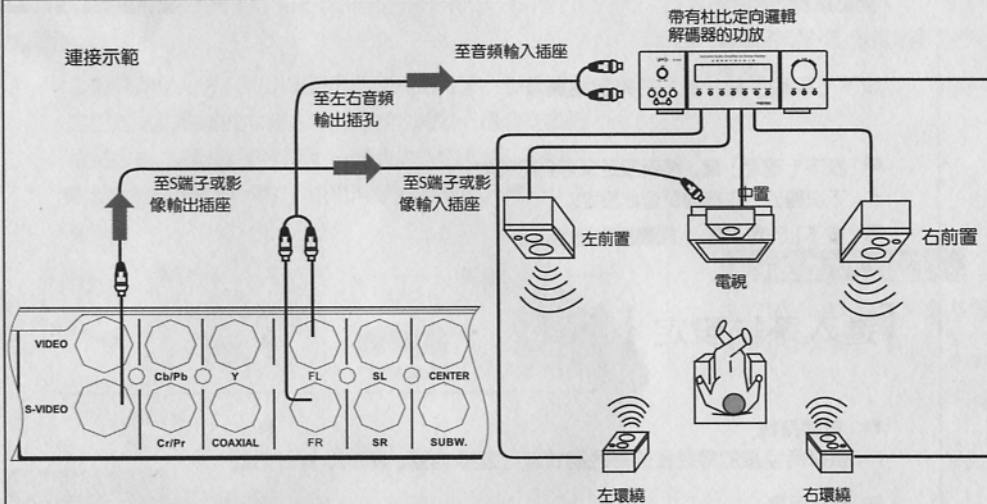 帶有杜比定向邏輯
解碼器的功放
連接示範
至音頻輸入插座
至左右音頻
輸出插孔
至S端子或影
像輸出插座
至S端子或影
像輸入插座
中置
左前置
右前置
電視
VIDEO
Cb/Pb
Y
FL
SL
CENTER
S-VIDEO
Cr/Pr
COAXIAL
FR
SR
SUBW.
左環繞
右環繞